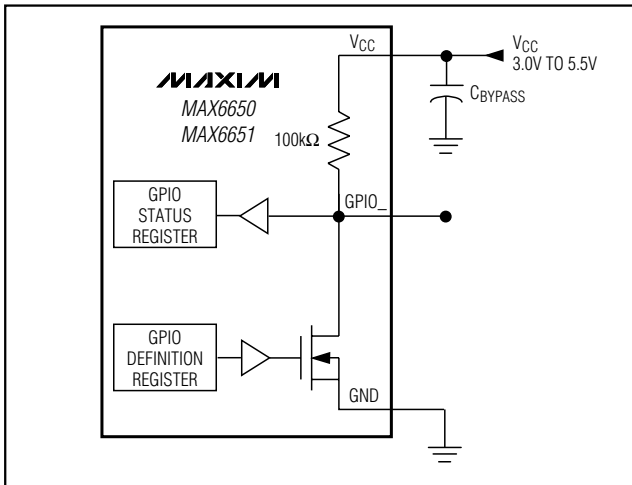 VCC
VCC
3.0V TO 5.5V
MAXIM
CBYPASS
MAX6650
MAX6651
100kΩ
GPIO
STATUS
REGISTER
GPIO_
GPIO
DEFINITION
REGISTER
GND